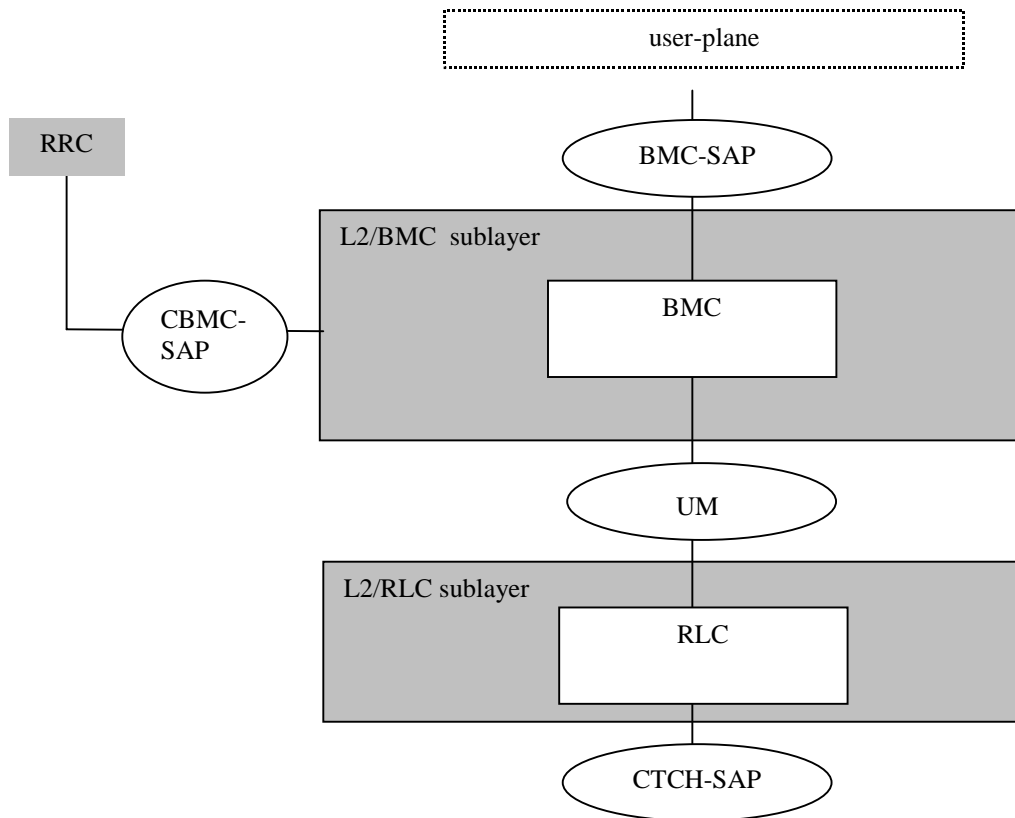 user-plane
RRC
BMC-SAP
L2/BMC sublayer
BMC
CBMC-
SAP
UM
L2/RLC sublayer
RLC
CTCH-SAP